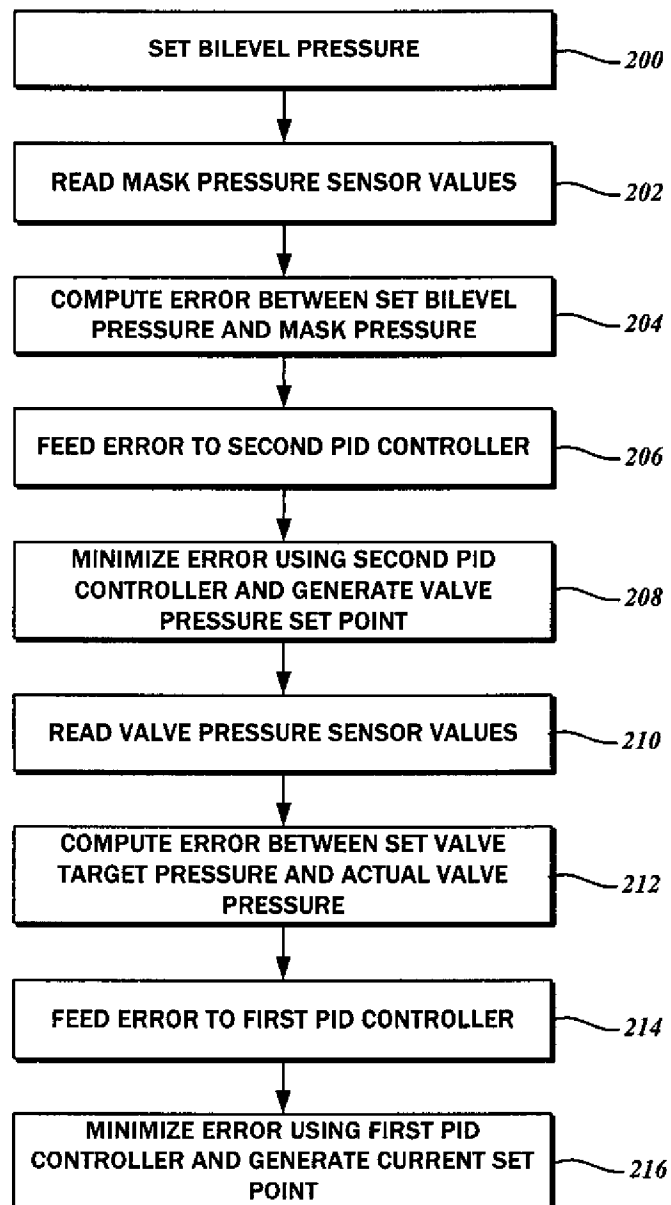 SET BILEVEL PRESSURE
200
READ MASK PRESSURE SENSOR VALUES
202
COMPUTE ERROR BETWEEN SET BILEVEL
PRESSURE AND MASK PRESSURE
204
FEED ERROR TO SECOND PID CONTROLLER
206
MINIMIZE ERROR USING SECOND PID
CONTROLLER AND GENERATE VALVE
PRESSURE SET POINT
208
READ VALVE PRESSURE SENSOR VALUES
210
COMPUTE ERROR BETWEEN SET VALVE
TARGET PRESSURE AND ACTUAL VALVE
PRESSURE
212
FEED ERROR TO FIRST PID CONTROLLER
214
MINIMIZE ERROR USING FIRST PID
CONTROLLER AND GENERATE CURRENT SET
POINT
216